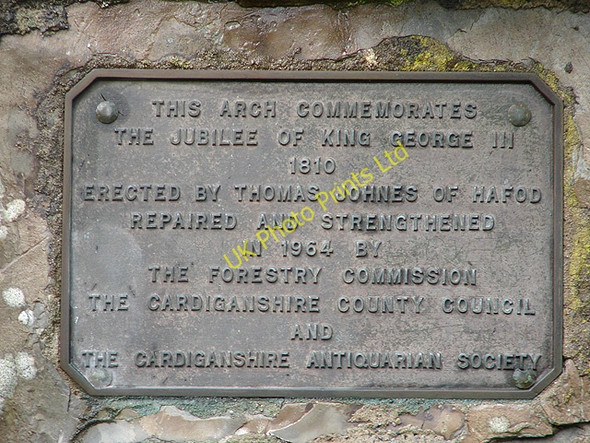 THIS ARCH COMMEMORATES
THE JUBILEE OF KING GEORGE III
1810
ERECTED BY THOMAS JOHNES OF HAFOD
REPAIRED AND STRENGTHENED
IN 1964 BY
THE FORESTRY COMMISSION
THE CARDIGANSHIRE COUNTY COUNCIL
AND
THE CARDIGANSHIRE ANTIQUARIAN SOCIETY
UK Photo Prints Ltd